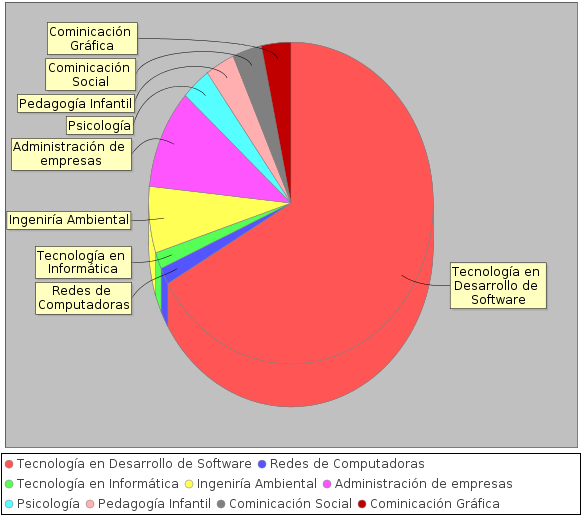 Cominicación
Gráfica
Cominicación
Social
Pedagogía Infantil
Psicología
Administración de
empresas
Ingeniría Ambiental
Tecnología en
Informática
Redes de
Computadoras
Tecnología en
Desarrollo de
Software
Tecnología en Desarrollo de Software Redes de Computadoras
Tecnología en Informática Ingeniría Ambiental Administración de empresas
Psicología Pedagogía Infantil Cominicación Social Cominicación Gráfica